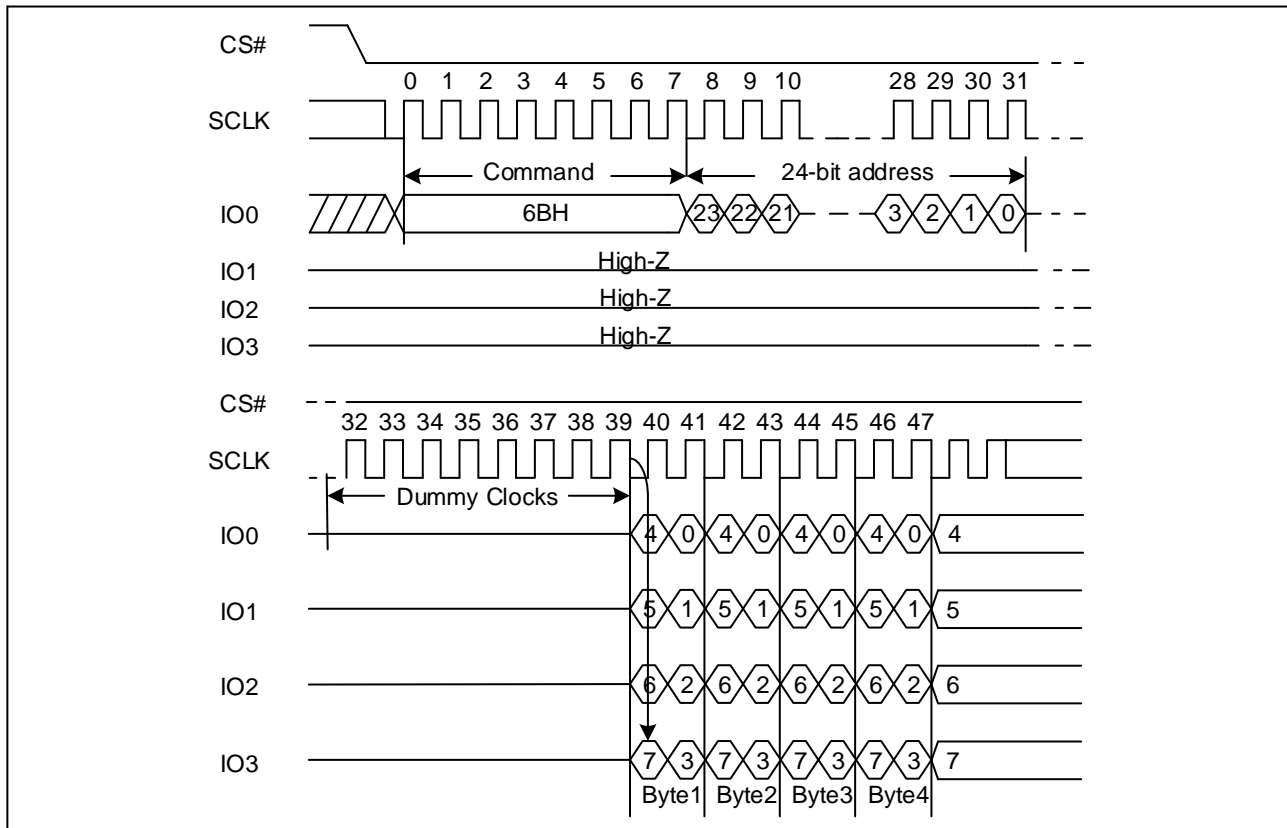 CS#
0 1 2 3 4 5 6 7 8 9 10 28 29 30 31
SCLK
Command 24-bit address
IO0 6BH 23 22 21 3 2 1 0
IO1 High-Z
IO2 High-Z
IO3 High-Z
CS#
32 33 34 35 36 37 38 39 40 41 42 43 44 45 46 47
SCLK
Dummy Clocks
IO0 4 0 4 0 4 0 4 0 4
IO1 5 1 5 1 5 1 5 1 5
IO2 6 2 6 2 6 2 6 2 6
IO3 7 3 7 3 7 3 7 3 7
Byte1 Byte2 Byte3 Byte4